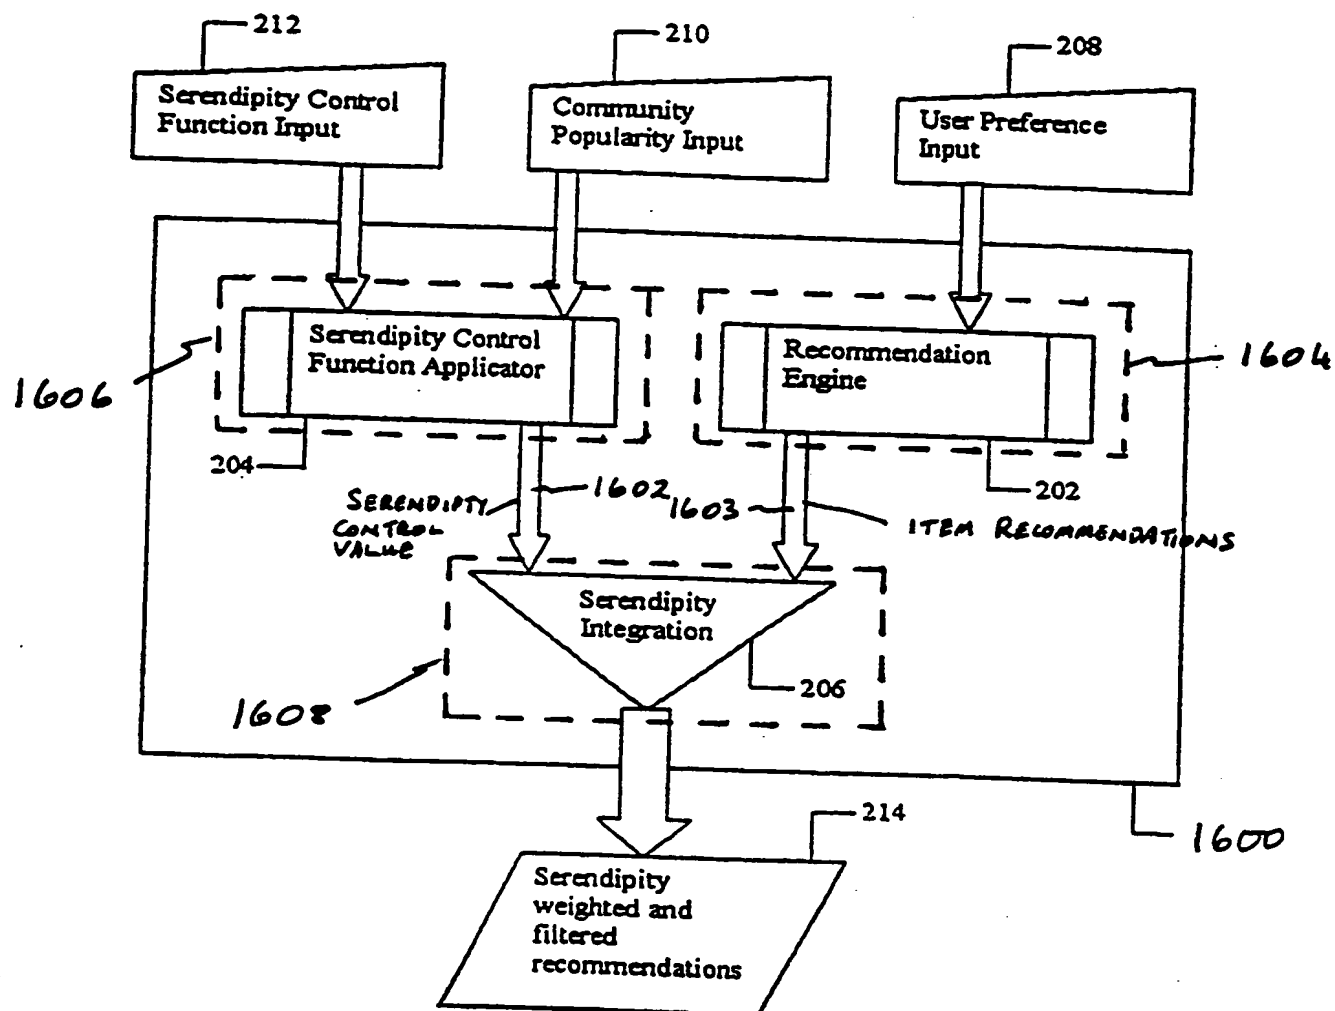 212
210
208
Serendipity Control
Function Input
Community
Popularity Input
User Preference
Input
Serendipity Control
Function Applicator
Recommendation
Engine
1606
1604
204
202
SERENDIPTY
CONTROL
VALUE
1602
1603
ITEM RECOMMENDATIONS
Serendipity
Integration
206
1608
1600
214
Serendipity
weighted and
filtered
recommendations